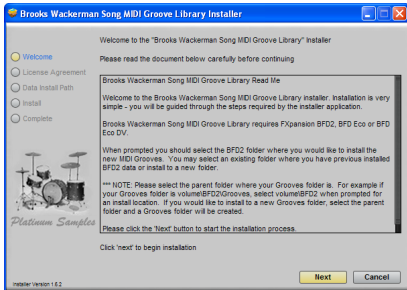 Brooks Wackerman Song MIDI Groove Library Installer
Welcome to the "Brooks Wackerman Song MIDI Groove Library" Installer
Please read the document below carefully before continuing
Welcome
License Agreement
Data Install Path
Install
Complete
Brooks Wackerman Song MIDI Groove Library Read Me
Welcome to the Brooks Wackerman Song MIDI Groove Library installer. Installation is very
simple - you will be guided through the steps required by the installer application.
Brooks Wackerman Song MIDI Groove Library requires FXpansion BFD2, BFD Eco or BFD
Eco DV.
When prompted you should select the BFD2 folder where you would like to install the
new MIDI Grooves. You may select an existing folder where you have previous installed
BFD2 data or install to a new folder.
*** NOTE: Please select the parent folder where your Grooves folder is. For example if
your Grooves folder is volume\BFD2\Grooves, select volume\BFD2 when prompted for
an install location. If you would like to install to a new Grooves folder, select the parent
folder and a Grooves folder will be created.
Please click the 'Next' button to start the installation process.
Platinum Samples
Click 'next' to begin installation
Next
Cancel
Installer Version 1.6.2